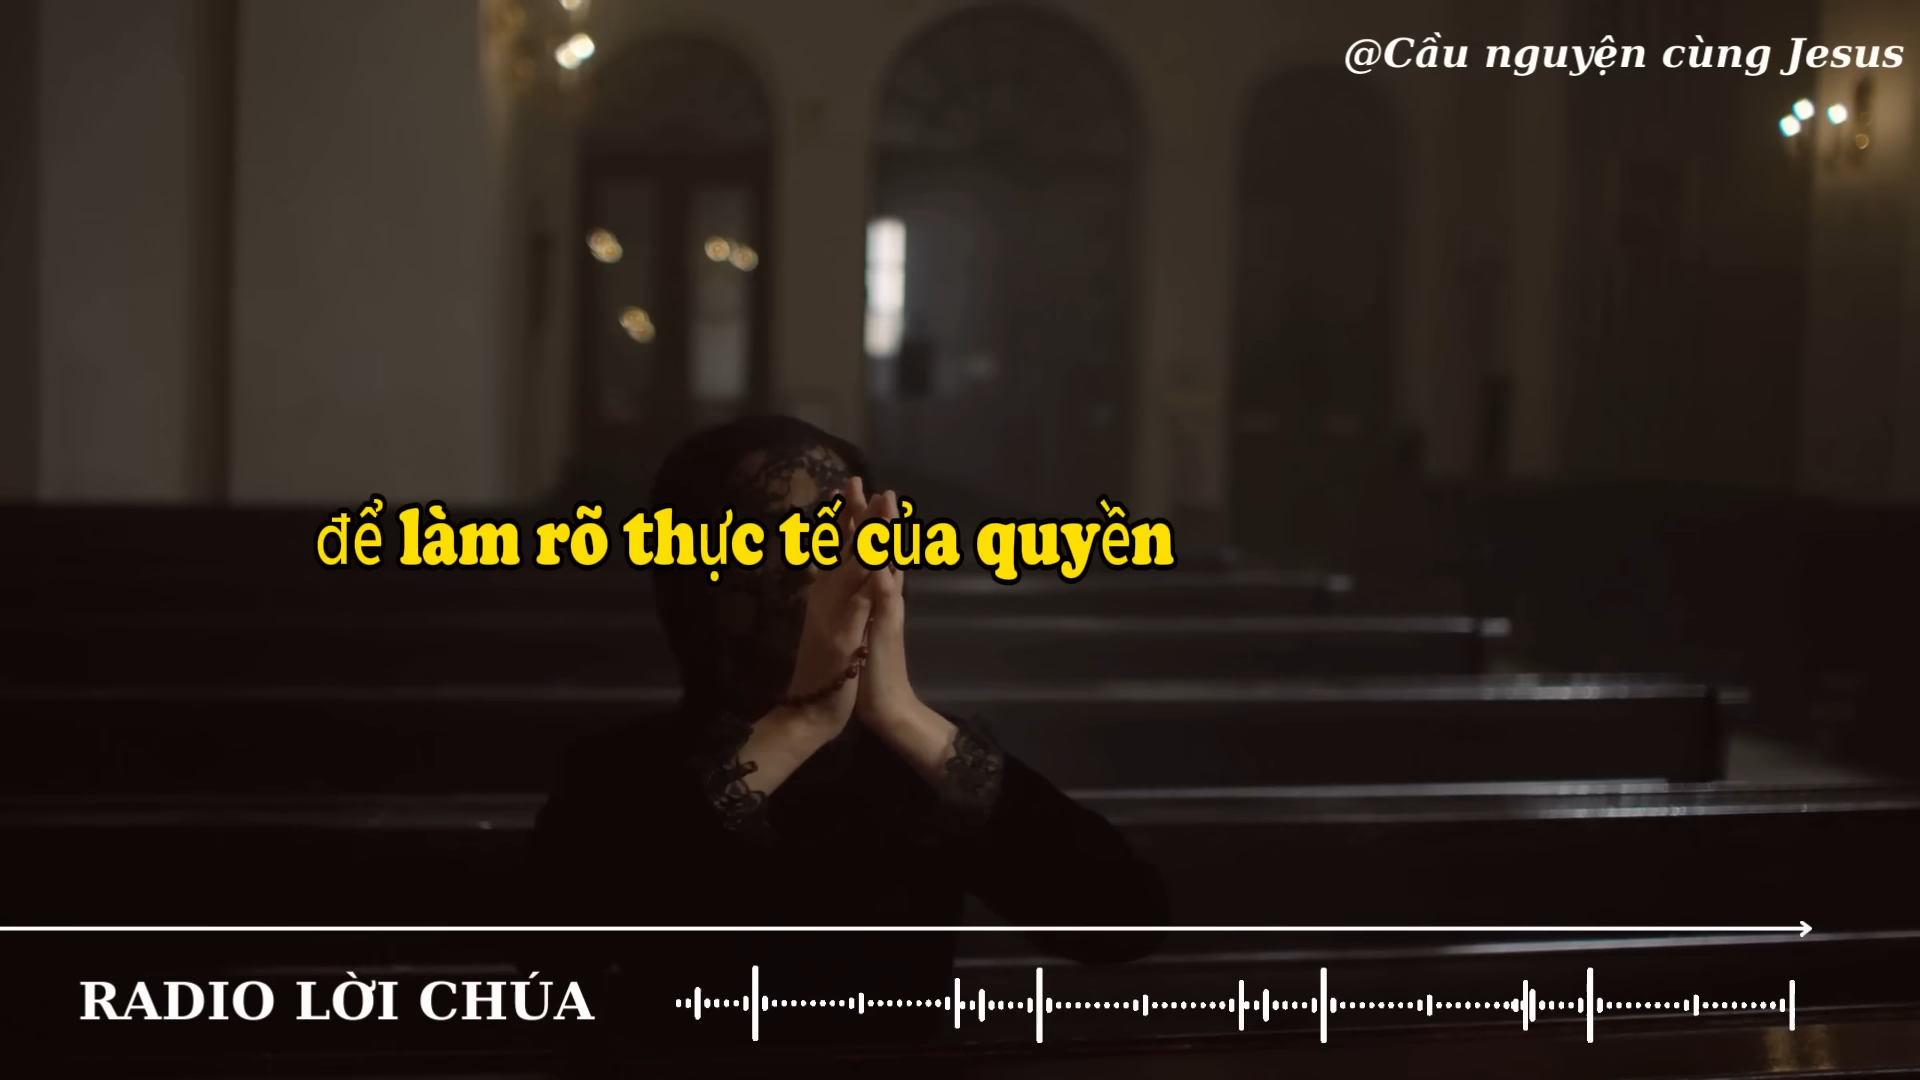 @Cầu nguyện cùng Jesus
để làm rõ thực tế của quyền
RADIO LỜI CHÚA